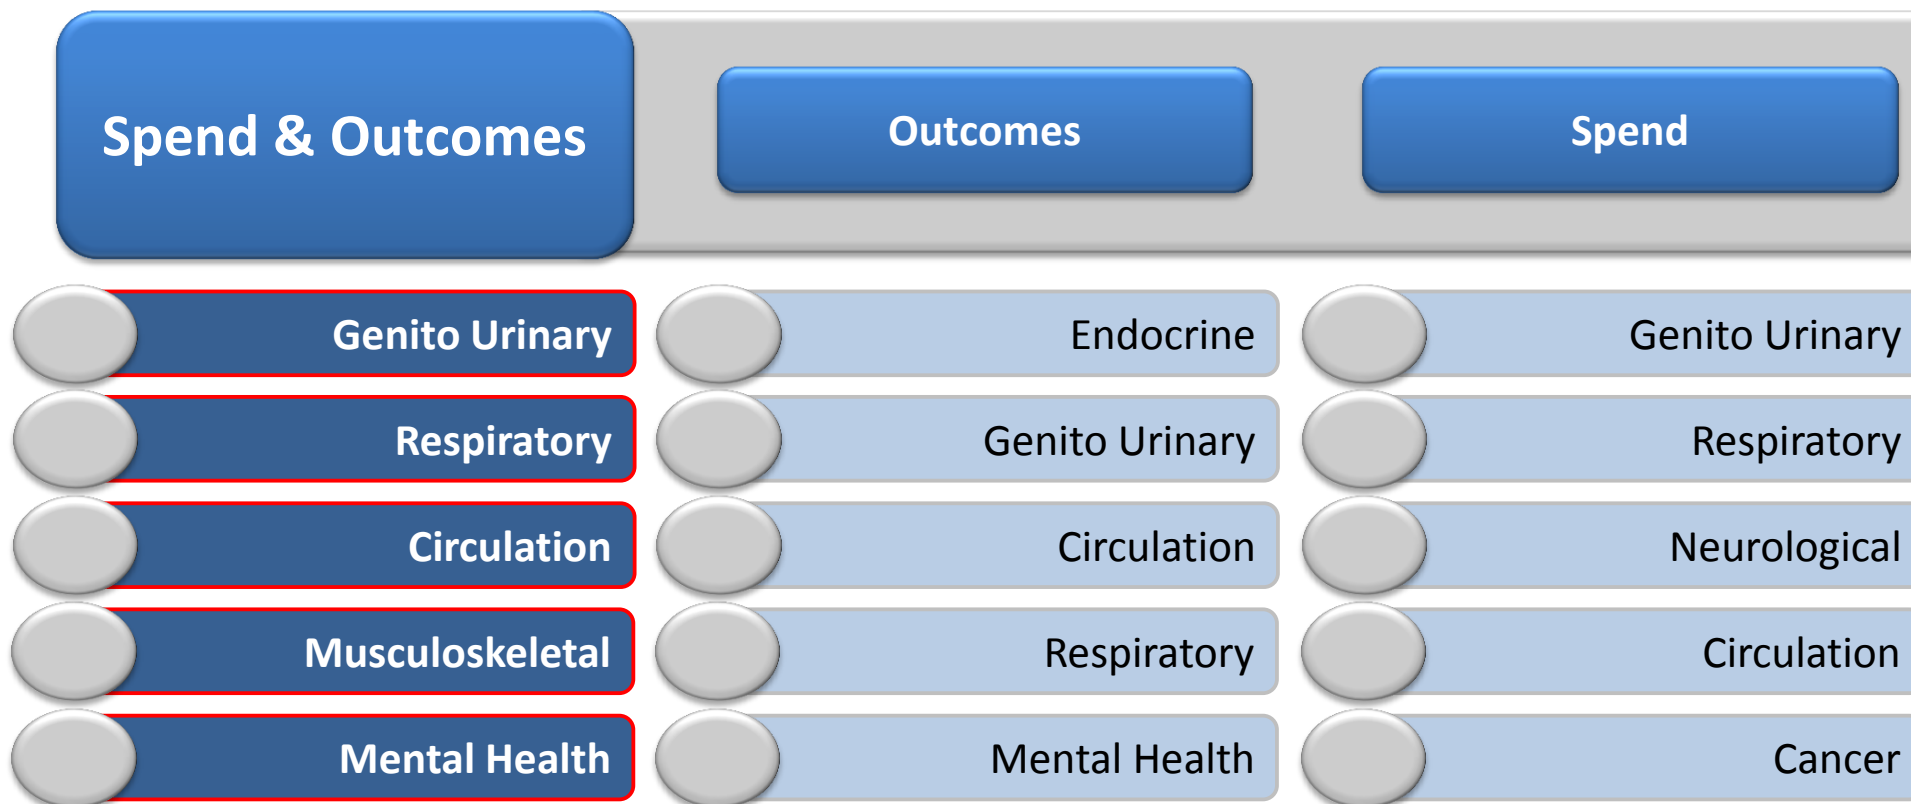 Spend & Outcomes
Outcomes
Spend
Genito Urinary
Endocrine
Genito Urinary
Respiratory
Genito Urinary
Respiratory
Circulation
Circulation
Neurological
Musculoskeletal
Respiratory
Circulation
Mental Health
Mental Health
Cancer